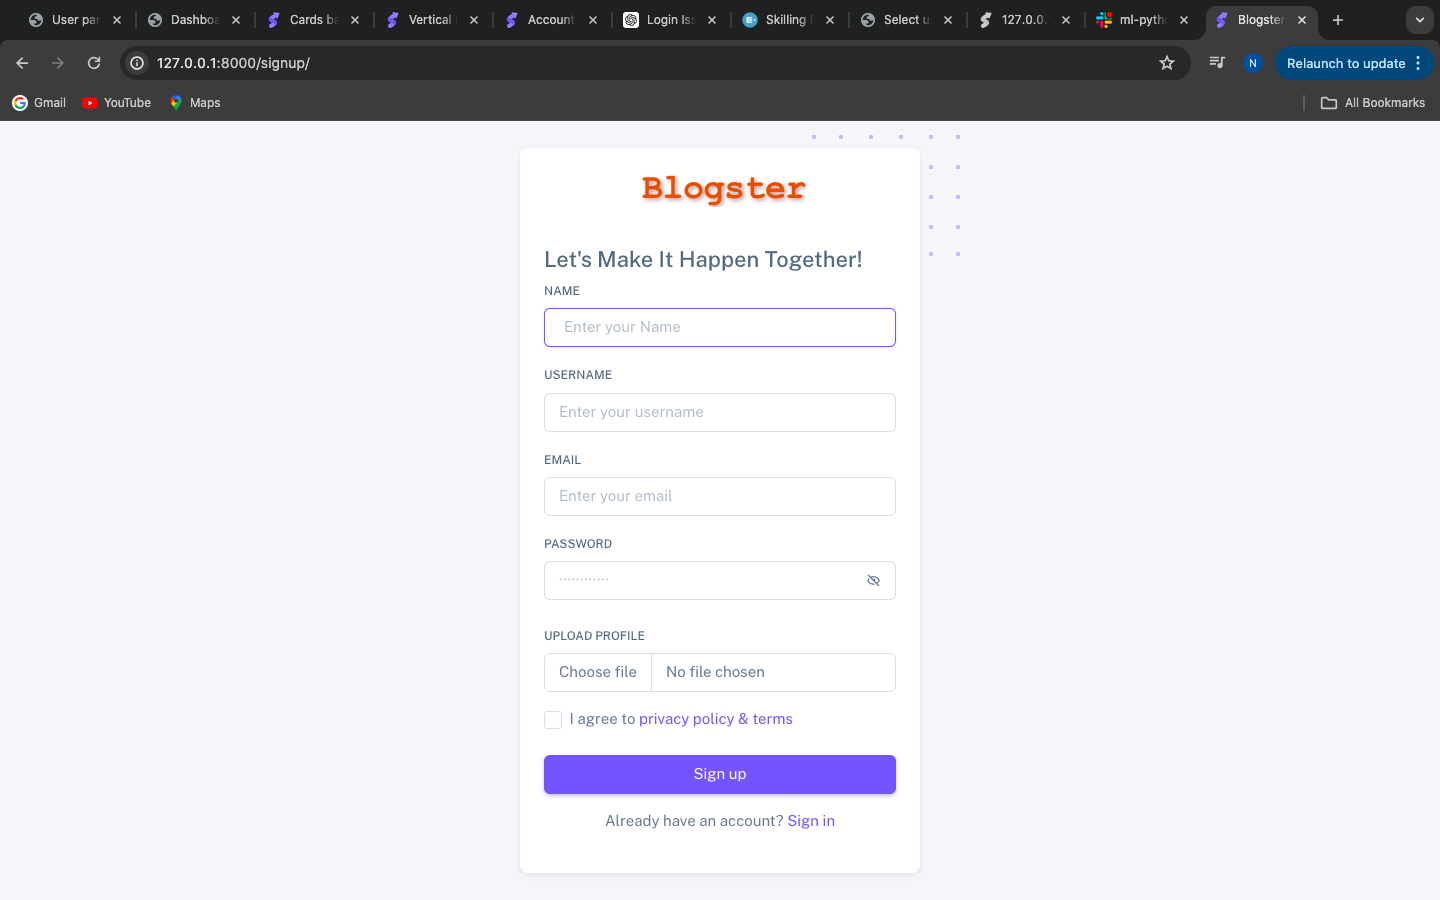 User pa
Dashboa
Cards ba
Vertical
Account
Login Iss
Skilling
Select u
127.0.0.
ml-pyth
Blogster
127.0.0.1:8000/signup/
N
Relaunch to update
Gmail
YouTube
Maps
All Bookmarks
Blogster
Let's Make It Happen Together!
NAME
Enter your Name
USERNAME
Enter your username
EMAIL
Enter your email
PASSWORD
············
UPLOAD PROFILE
Choose file No file chosen
I agree to privacy policy & terms
Sign up
Already have an account? Sign in